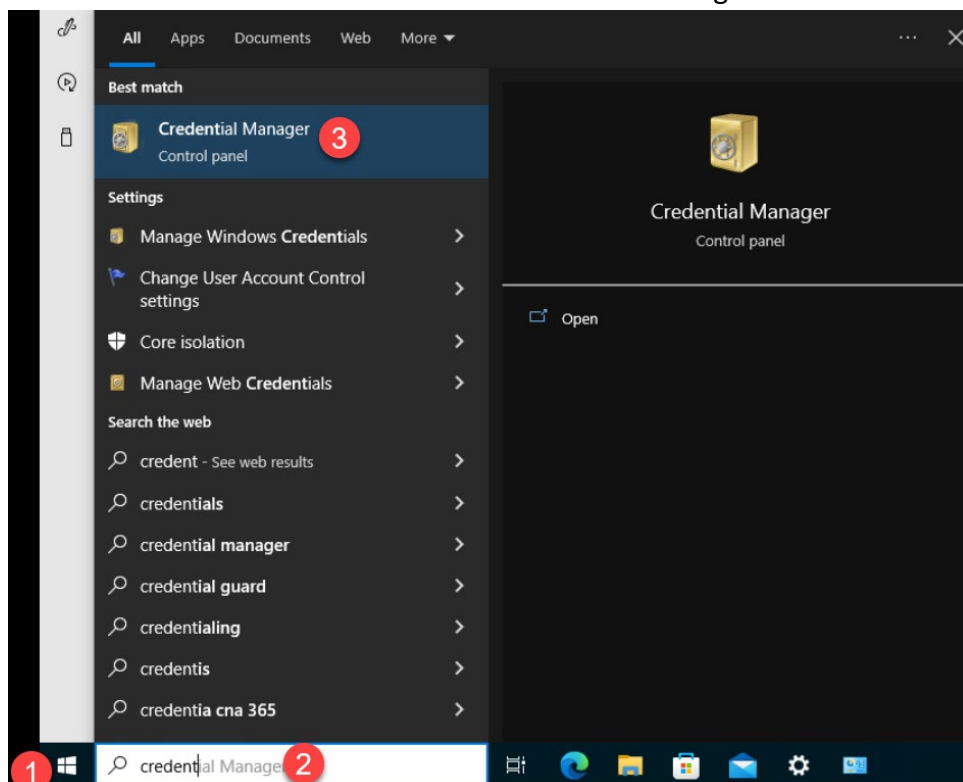 All Apps Documents Web More
Best match
Credential Manager 3
Control panel
Settings
Manage Windows Credentials
Change User Account Control
settings
Core isolation
Manage Web Credentials
Search the web
credent - See web results
credentials
credential manager
credential guard
credentialing
credentis
credentia cna 365
1 credential Manage 2
Credential Manager
Control panel
Open